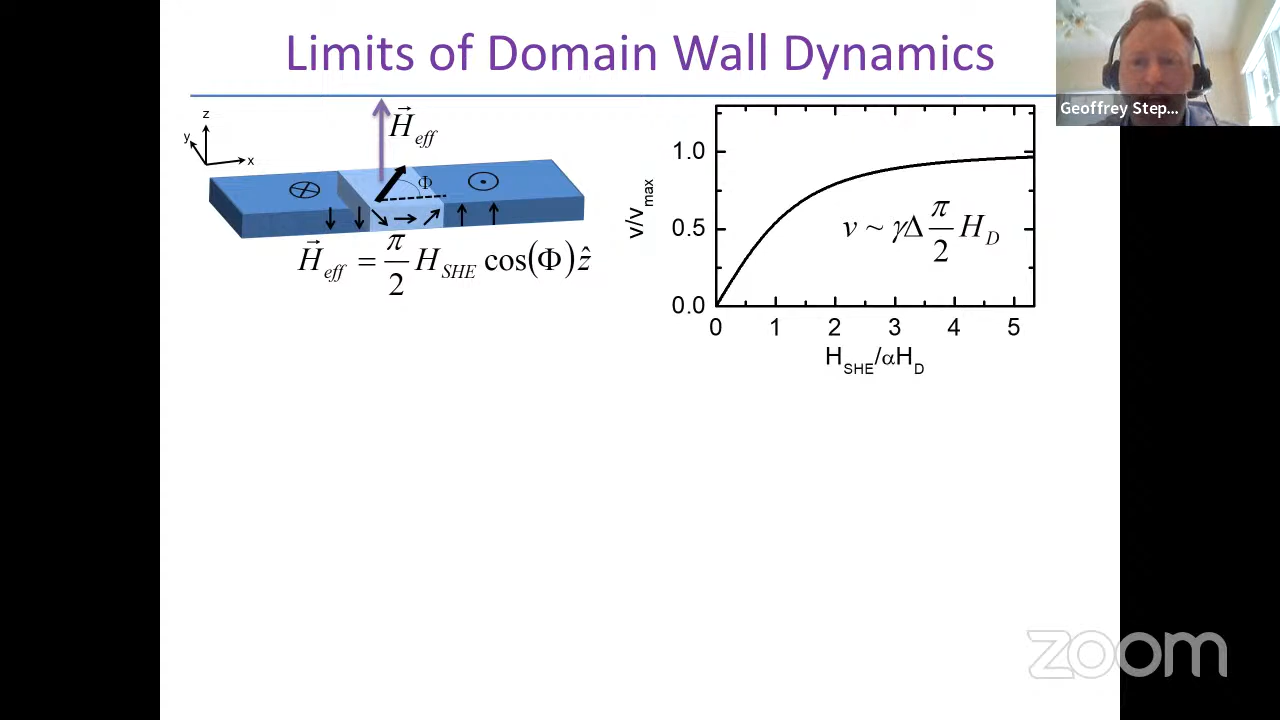 Limits of Domain Wall Dynamics
Geoffrey Step...
z
y
x
H⃗eff
Φ
H⃗eff = π/2 HSHE cos(Φ)ẑ
1.0
0.5
0.0
v/vmax
v ~ γΔ π/2 HD
0 1 2 3 4 5
HSHE/αHD
zoom